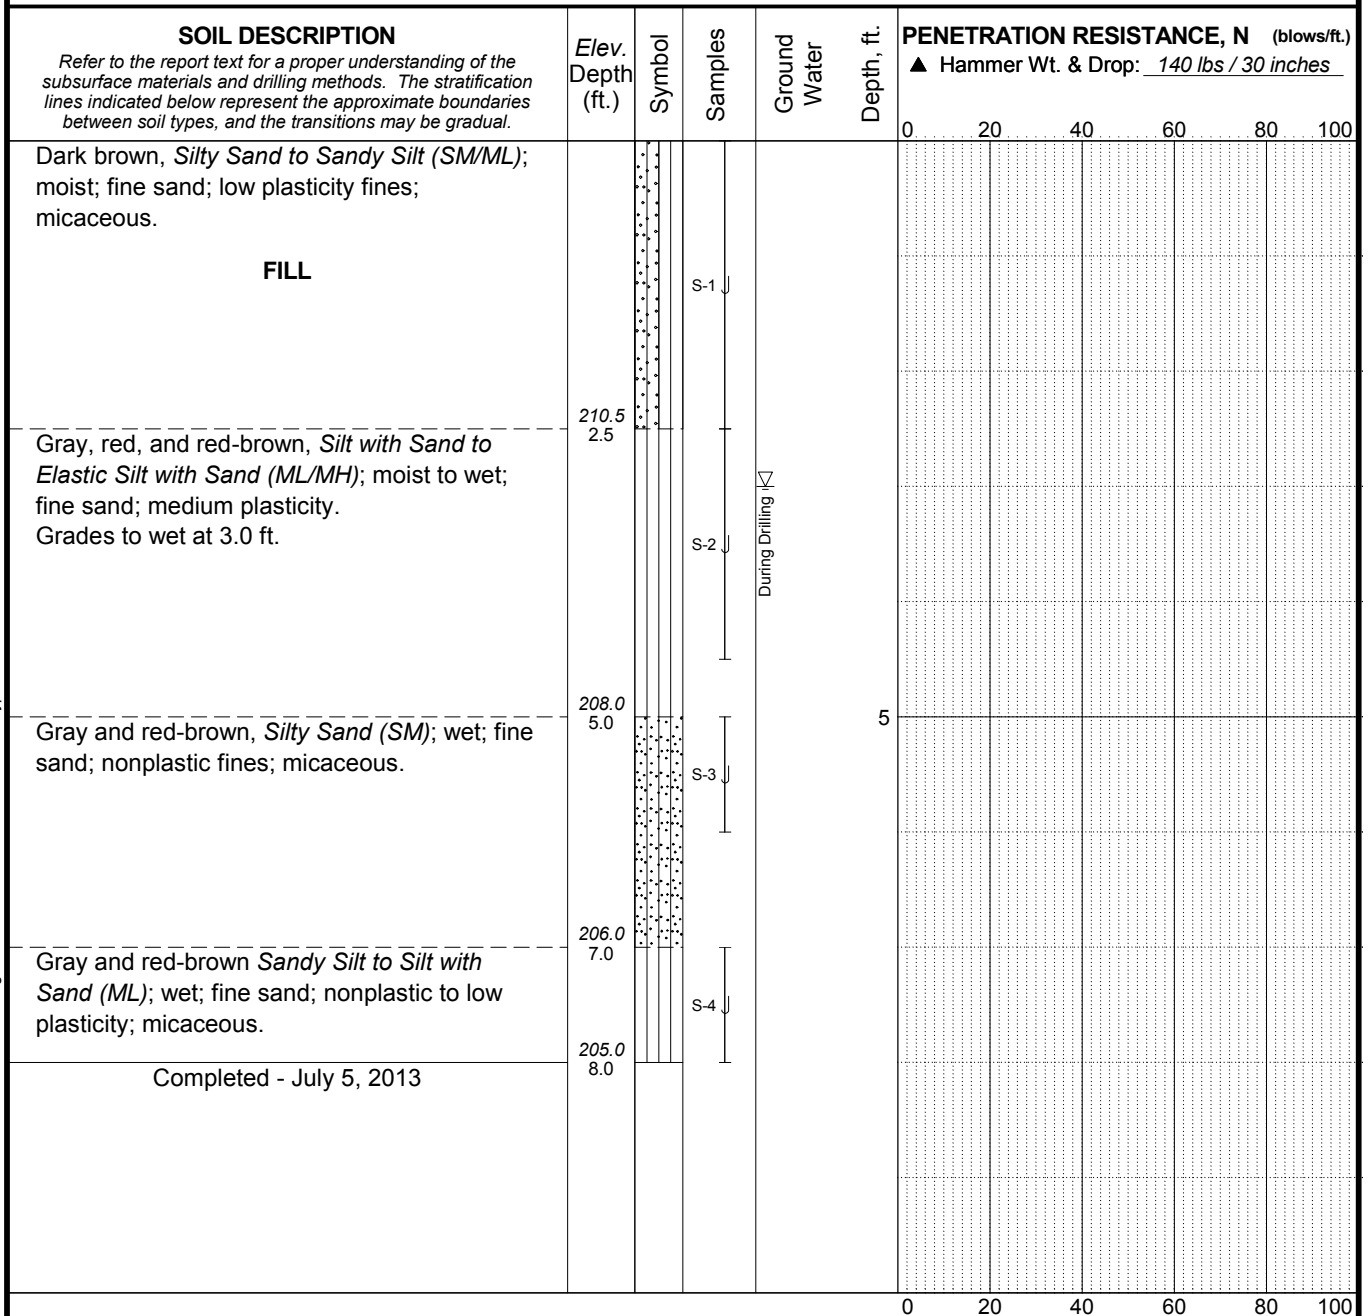 SOIL DESCRIPTION
Refer to the report text for a proper understanding of the
subsurface materials and drilling methods. The stratification
lines indicated below represent the approximate boundaries
between soil types, and the transitions may be gradual.
Elev.
Depth
(ft.)
Symbol
Samples
Ground
Water
Depth, ft.
PENETRATION RESISTANCE, N (blows/ft.)
▲ Hammer Wt. & Drop: 140 lbs / 30 inches
0 20 40 60 80 100
Dark brown, Silty Sand to Sandy Silt (SM/ML);
moist; fine sand; low plasticity fines;
micaceous.
FILL
S-1
210.5
2.5
Gray, red, and red-brown, Silt with Sand to
Elastic Silt with Sand (ML/MH); moist to wet;
fine sand; medium plasticity.
Grades to wet at 3.0 ft.
S-2
During Drilling
208.0
5.0
5
Gray and red-brown, Silty Sand (SM); wet; fine
sand; nonplastic fines; micaceous.
S-3
206.0
7.0
Gray and red-brown Sandy Silt to Silt with
Sand (ML); wet; fine sand; nonplastic to low
plasticity; micaceous.
S-4
205.0
8.0
Completed - July 5, 2013
0 20 40 60 80 100